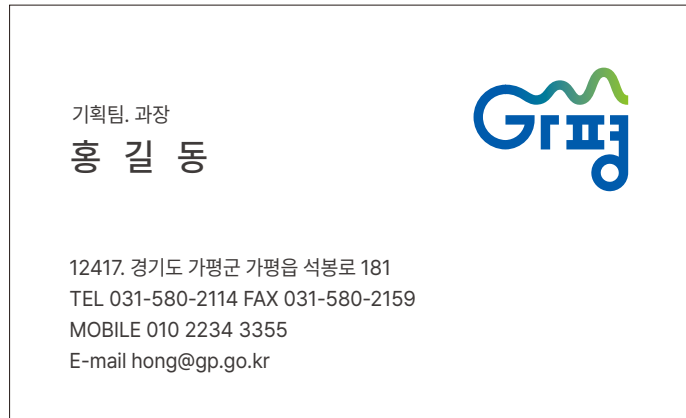 기획팀. 과장
홍 길 동
가평
12417. 경기도 가평군 가평읍 석봉로 181
TEL 031-580-2114 FAX 031-580-2159
MOBILE 010 2234 3355
E-mail hong@gp.go.kr